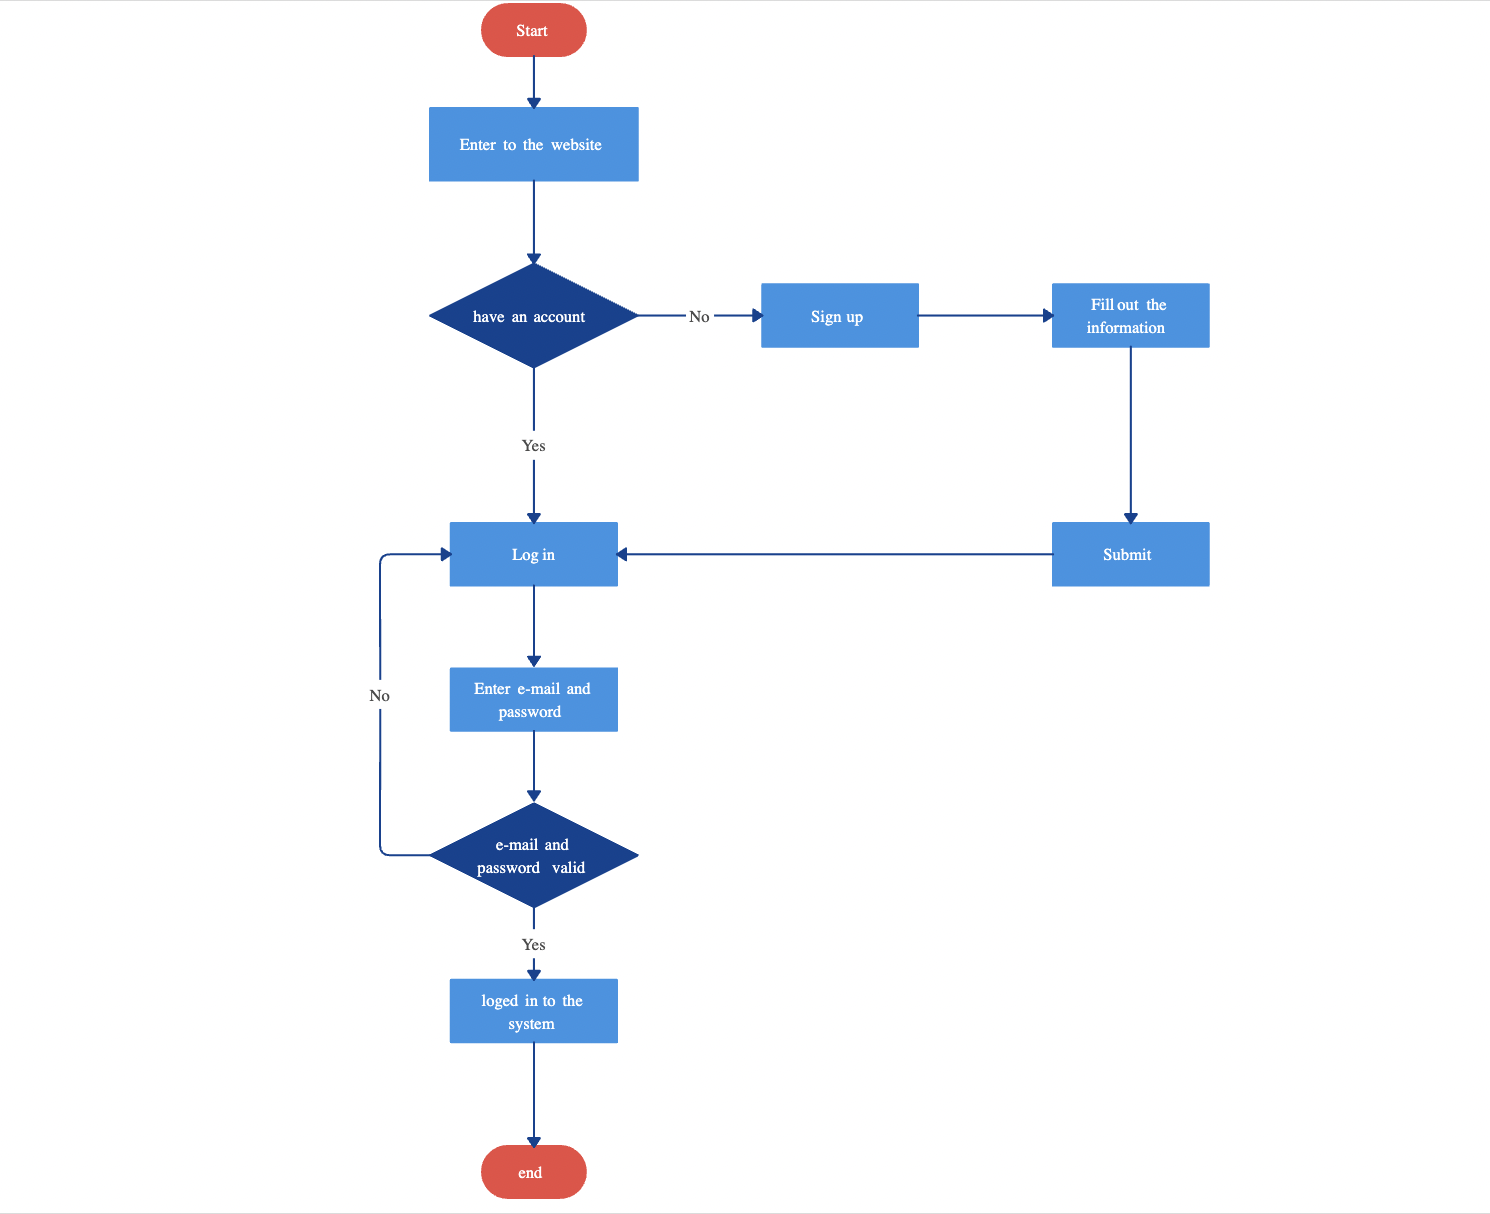 Start
Enter to the website
have an account
No
Sign up
Fill out the
information
Yes
Log in
Submit
No
Enter e-mail and
password
e-mail and
password valid
Yes
loged in to the
system
end